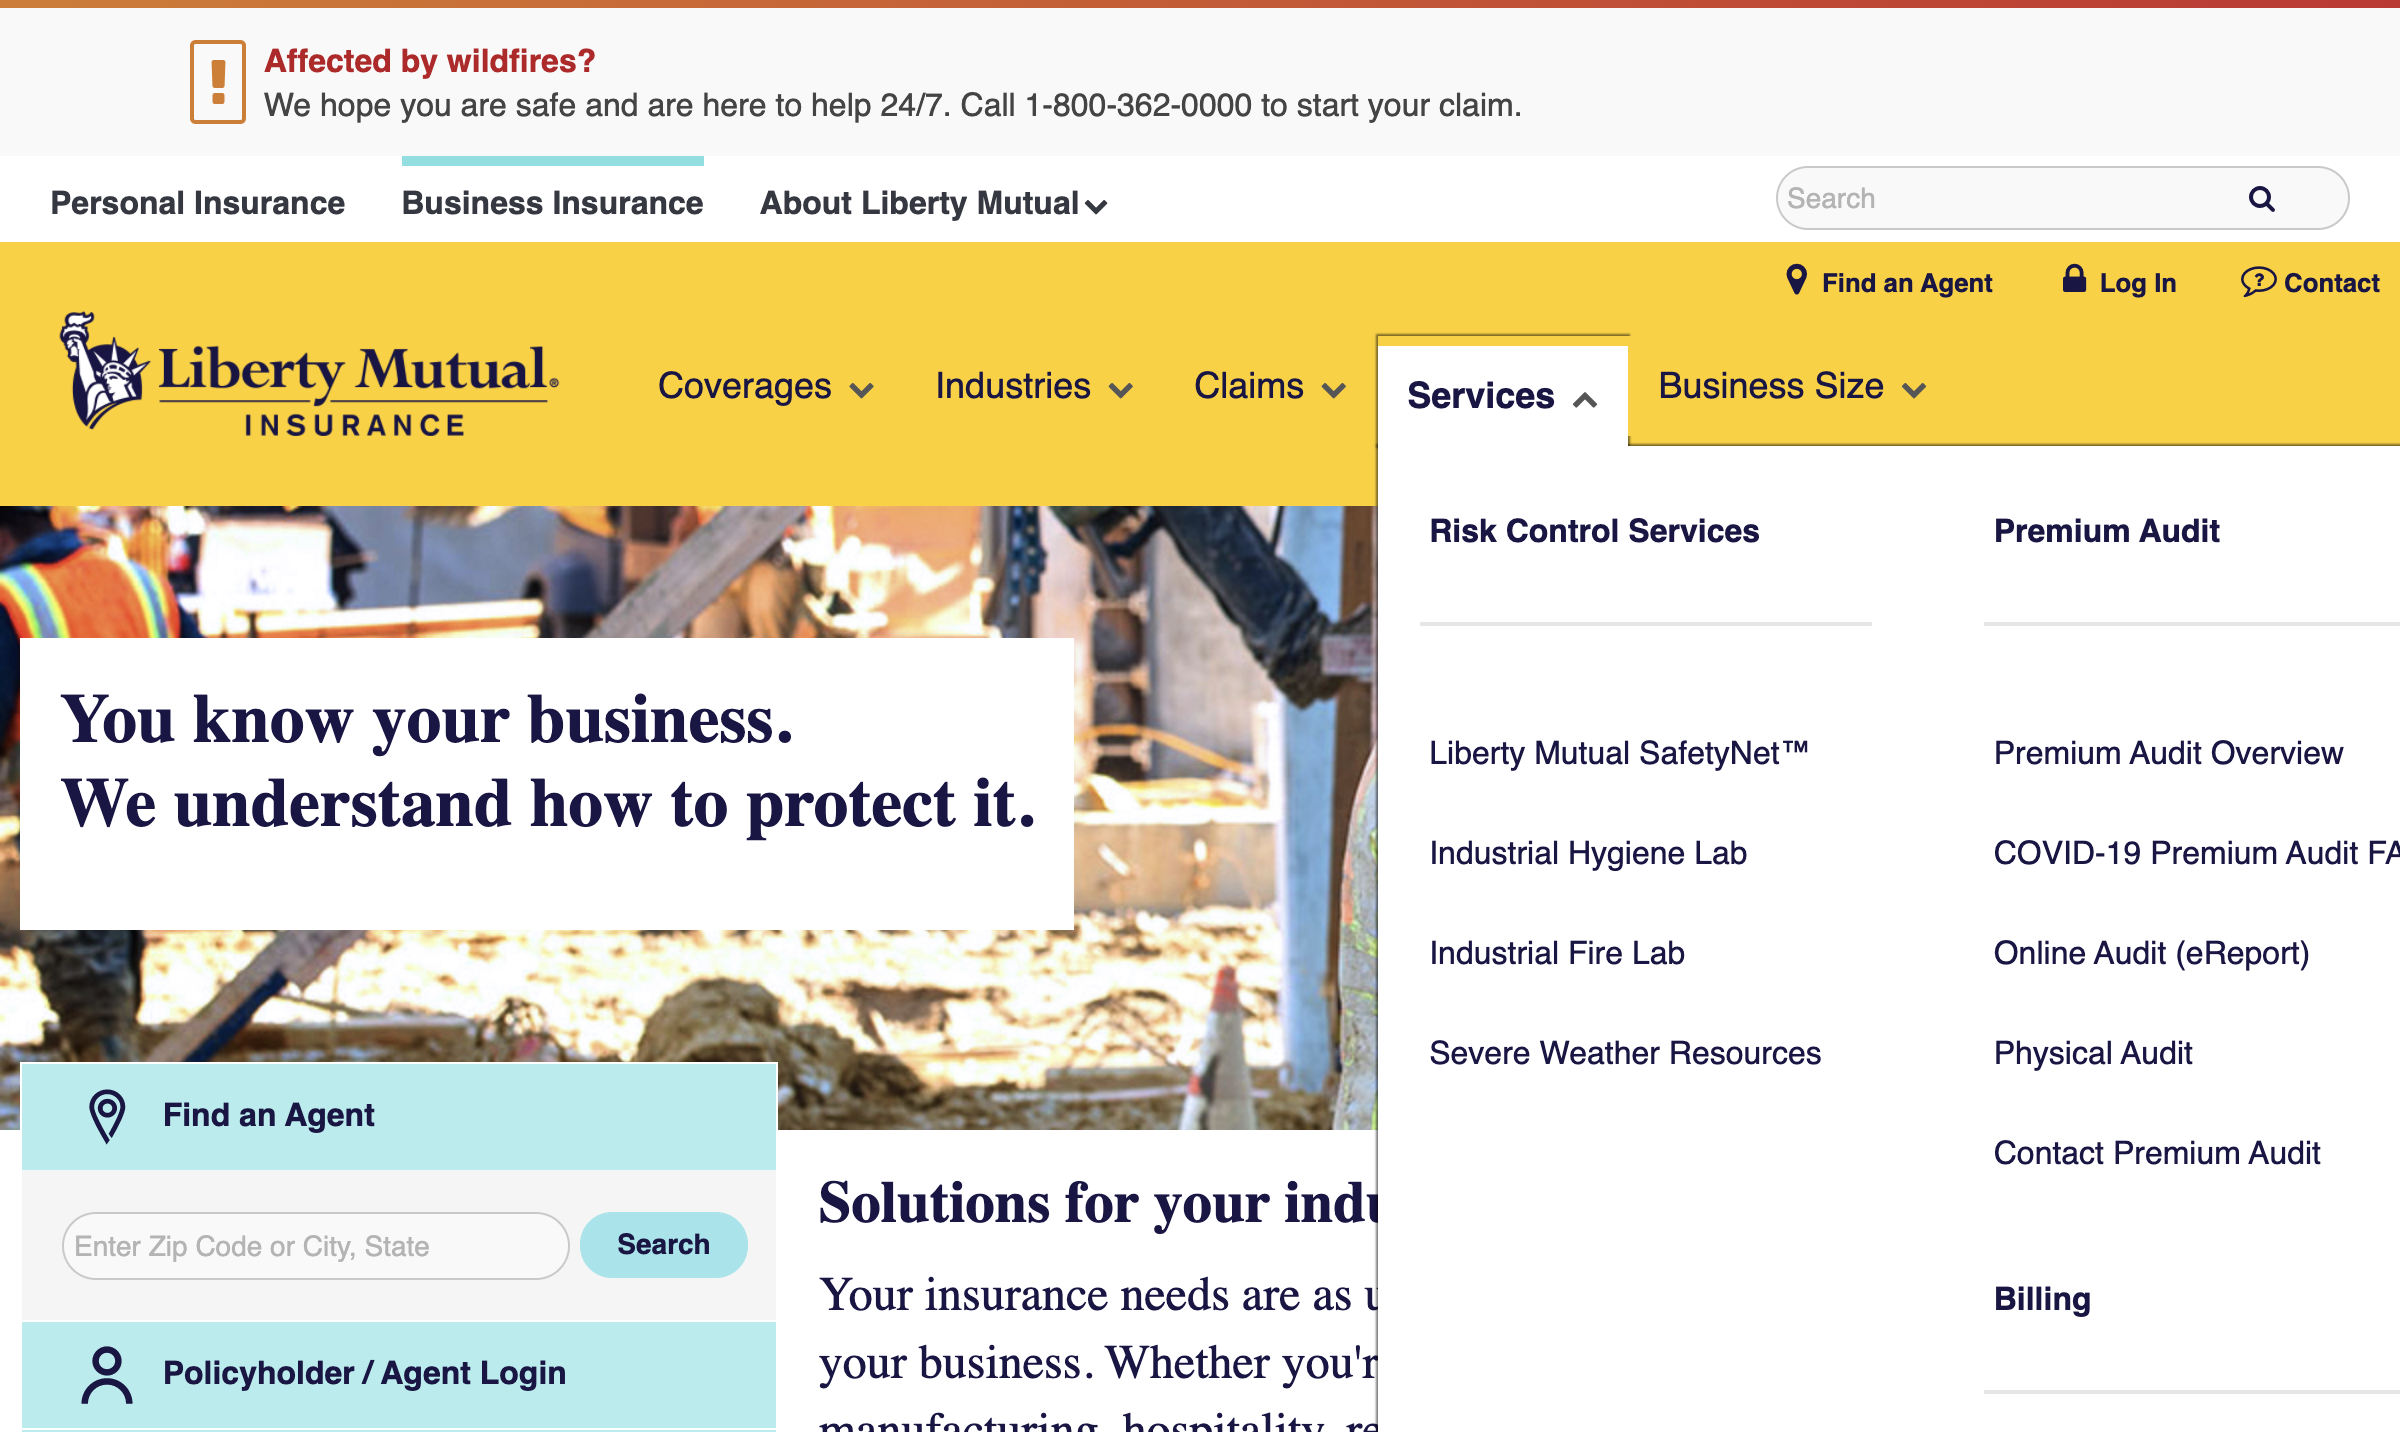 Affected by wildfires?
We hope you are safe and are here to help 24/7. Call 1-800-362-0000 to start your claim.
Personal Insurance
Business Insurance
About Liberty Mutual
Search
Find an Agent
Log In
Contact
Liberty Mutual®
INSURANCE
Coverages
Industries
Claims
Services
Business Size
Risk Control Services
Liberty Mutual SafetyNet™
Industrial Hygiene Lab
Industrial Fire Lab
Severe Weather Resources
Premium Audit
Premium Audit Overview
COVID-19 Premium Audit
Online Audit (eReport)
Physical Audit
Contact Premium Audit
Billing
You know your business.
We understand how to protect it.
Find an Agent
Enter Zip Code or City, State
Search
Policyholder / Agent Login
Solutions for your
Your insurance needs are as
your business. Whether you'r
manufacturing, hospitality,